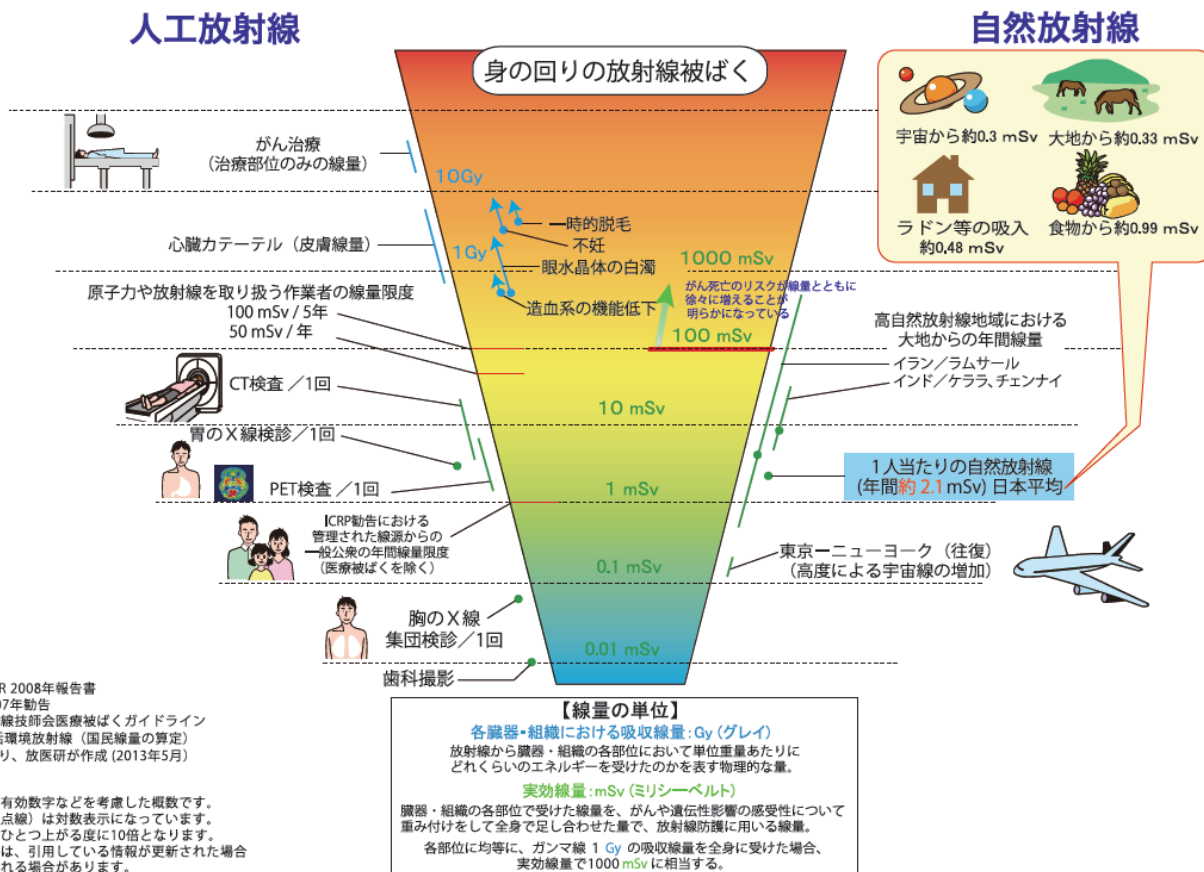 人工放射線
自然放射線
身の回りの放射線被ばく
がん治療
(治療部位のみの線量)
10Gy
心臓カテーテル(皮膚線量)
1Gy
一時的脱毛
不妊
眼水晶体の白濁
造血系の機能低下
1000 mSv
がん死亡のリスクが線量とともに
徐々に増えることが
明らかになっている
100 mSv
原子力や放射線を取り扱う作業者の線量限度
100 mSv / 5年
50 mSv / 年
CT検査/1回
10 mSv
胃のX線検診/1回
PET検査/1回
1 mSv
ICRP勧告における
管理された線源からの
一般公衆の年間線量限度
(医療被ばくを除く)
0.1 mSv
胸のX線
集団検診/1回
0.01 mSv
歯科撮影
宇宙から約0.3 mSv
大地から約0.33 mSv
ラドン等の吸入
約0.48 mSv
食物から約0.99 mSv
高自然放射線地域における
大地からの年間線量
イラン/ラムサール
インド/ケララ、チェンナイ
1人当たりの自然放射線
(年間約 2.1 mSv) 日本平均
東京ーニューヨーク(往復)
(高度による宇宙線の増加)
R 2008年報告書
07年勧告
線技師会医療被ばくガイドライン
活環境放射線(国民線量の算定)
り、放医研が作成 (2013年5月)
有効数字などを考慮した概数です。
点線)は対数表示になっています。
ひとつ上がる度に10倍となります。
は、引用している情報が更新された場合
れる場合があります。
【線量の単位】
各臓器・組織における吸収線量:Gy (グレイ)
放射線から臓器・組織の各部位において単位重量あたりに
どれくらいのエネルギーを受けたのかを表す物理的な量。
実効線量:mSv (ミリシーベルト)
臓器・組織の各部位で受けた線量を、がんや遺伝性影響の感受性について
重み付けをして全身で足し合わせた量で、放射線防護に用いる線量。
各部位に均等に、ガンマ線 1 Gy の吸収線量を全身に受けた場合、
実効線量で1000 mSv に相当する。